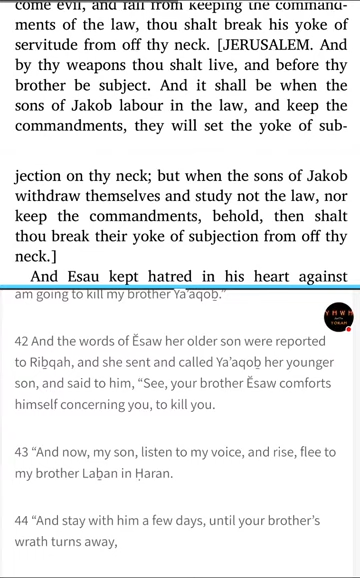 come evil, and fall from keeping the command-
ments of the law, thou shalt break his yoke of
servitude from off thy neck. [JERUSALEM. And
by thy weapons thou shalt live, and before thy
brother be subject. And it shall be when the
sons of Jakob labour in the law, and keep the
commandments, they will set the yoke of sub-
jection on thy neck; but when the sons of Jakob
withdraw themselves and study not the law, nor
keep the commandments, behold, then shalt
thou break their yoke of subjection from off thy
neck.]
And Esau kept hatred in his heart against
am going to kill my brother Ya‛aqoḇ.”
42 And the words of Ěsaw her older son were reported
to Riḇqah, and she sent and called Ya‛aqoḇ her younger
son, and said to him, “See, your brother Ěsaw comforts
himself concerning you, to kill you.
43 “And now, my son, listen to my voice, and rise, flee to
my brother Laḇan in Ḥaran.
44 “And stay with him a few days, until your brother’s
wrath turns away,
Y H W H
TORAH